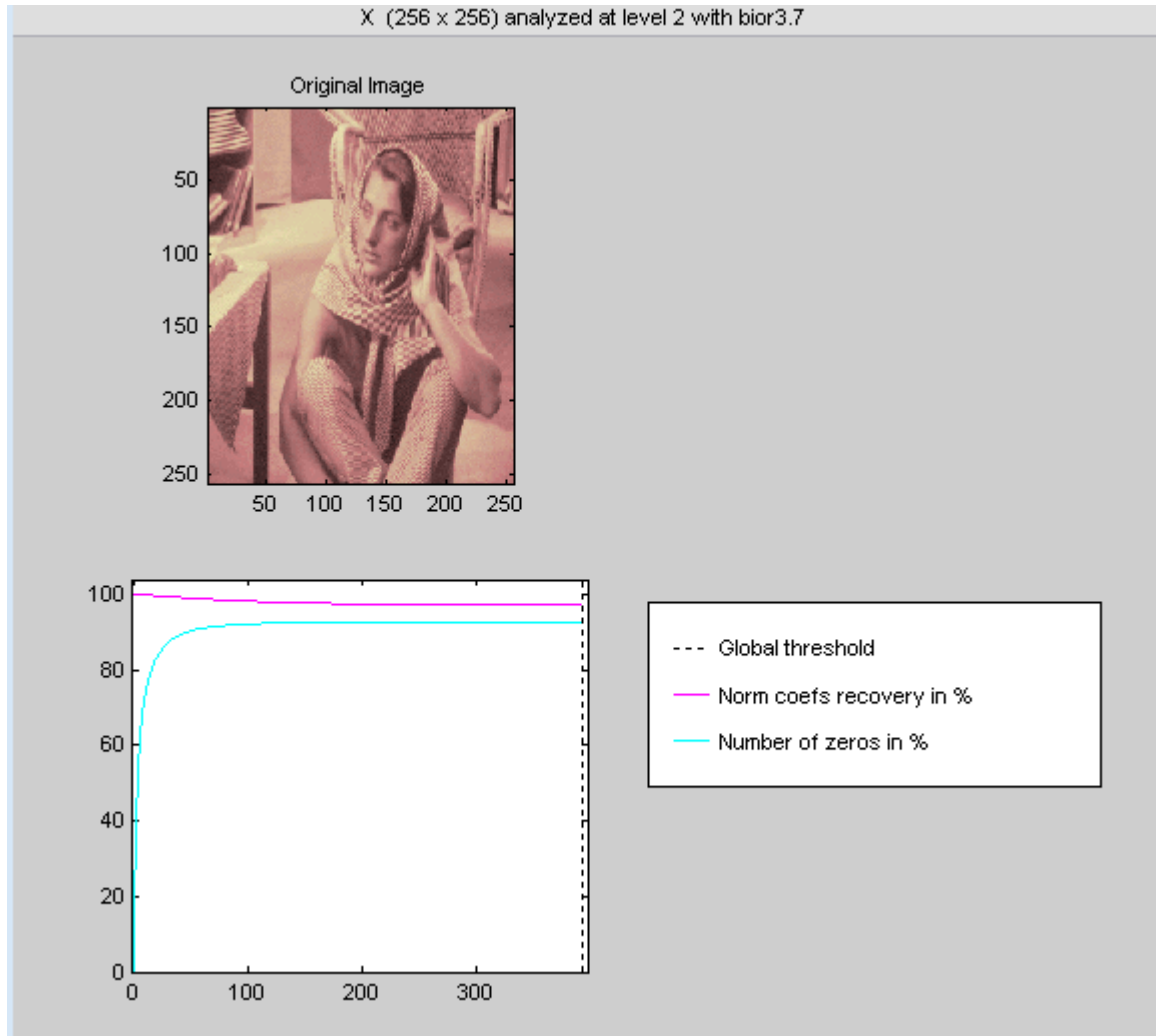 X (256 x 256) analyzed at level 2 with bior3.7
Original Image
50
100
150
200
250
50 100 150 200 250
100
80
60
40
20
0
0 100 200 300
Global threshold
Norm coefs recovery in %
Number of zeros in %